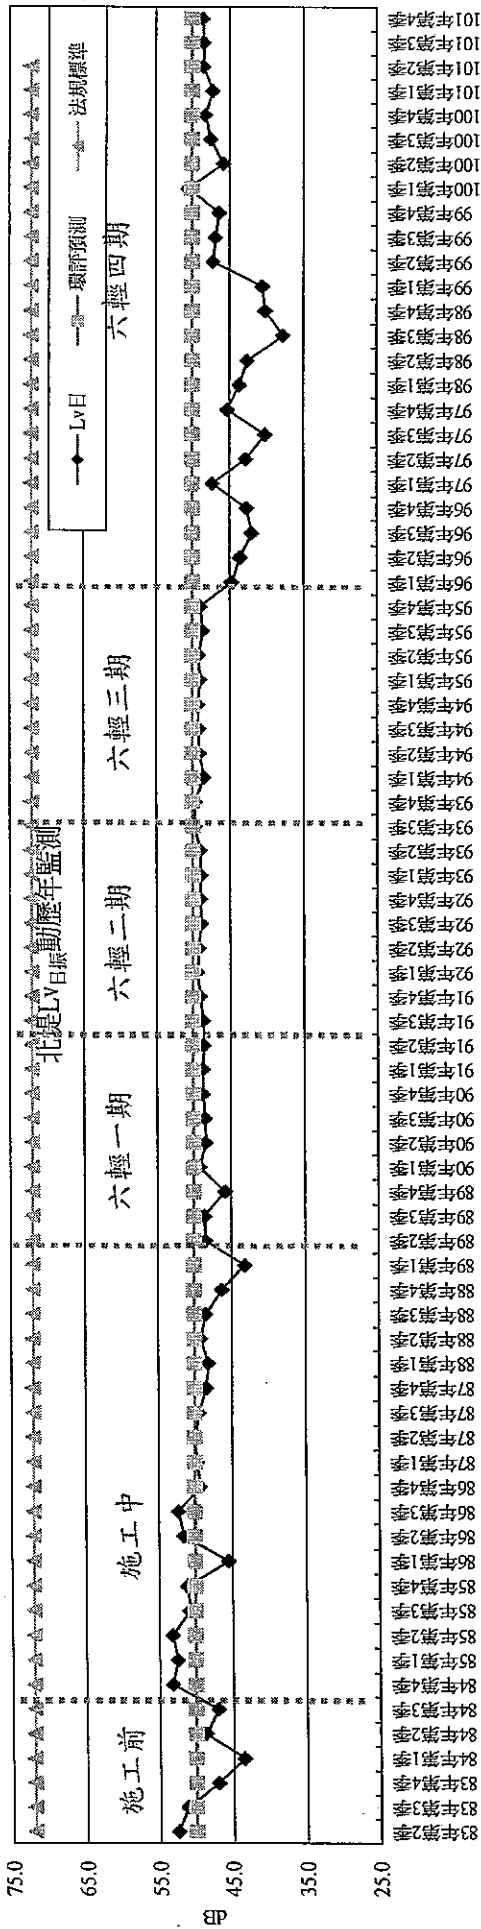 北堤LV日振動歷年監測
Lv日
環評預測
法規標準
施工前
施工中
六輕一期
六輕二期
六輕三期
六輕四期
75.0
65.0
55.0
45.0
35.0
25.0
dB
83年第2季
83年第3季
83年第4季
84年第1季
84年第2季
84年第3季
84年第4季
85年第1季
85年第2季
85年第3季
85年第4季
86年第1季
86年第2季
86年第3季
86年第4季
87年第1季
87年第2季
87年第3季
87年第4季
88年第1季
88年第2季
88年第3季
88年第4季
89年第1季
89年第2季
89年第3季
89年第4季
90年第1季
90年第2季
90年第3季
90年第4季
91年第1季
91年第2季
91年第3季
91年第4季
92年第1季
92年第2季
92年第3季
92年第4季
93年第1季
93年第2季
93年第3季
93年第4季
94年第1季
94年第2季
94年第3季
94年第4季
95年第1季
95年第2季
95年第3季
95年第4季
96年第1季
96年第2季
96年第3季
96年第4季
97年第1季
97年第2季
97年第3季
97年第4季
98年第1季
98年第2季
98年第3季
98年第4季
99年第1季
99年第2季
99年第3季
99年第4季
100年第1季
100年第2季
100年第3季
100年第4季
101年第1季
101年第2季
101年第3季
101年第4季